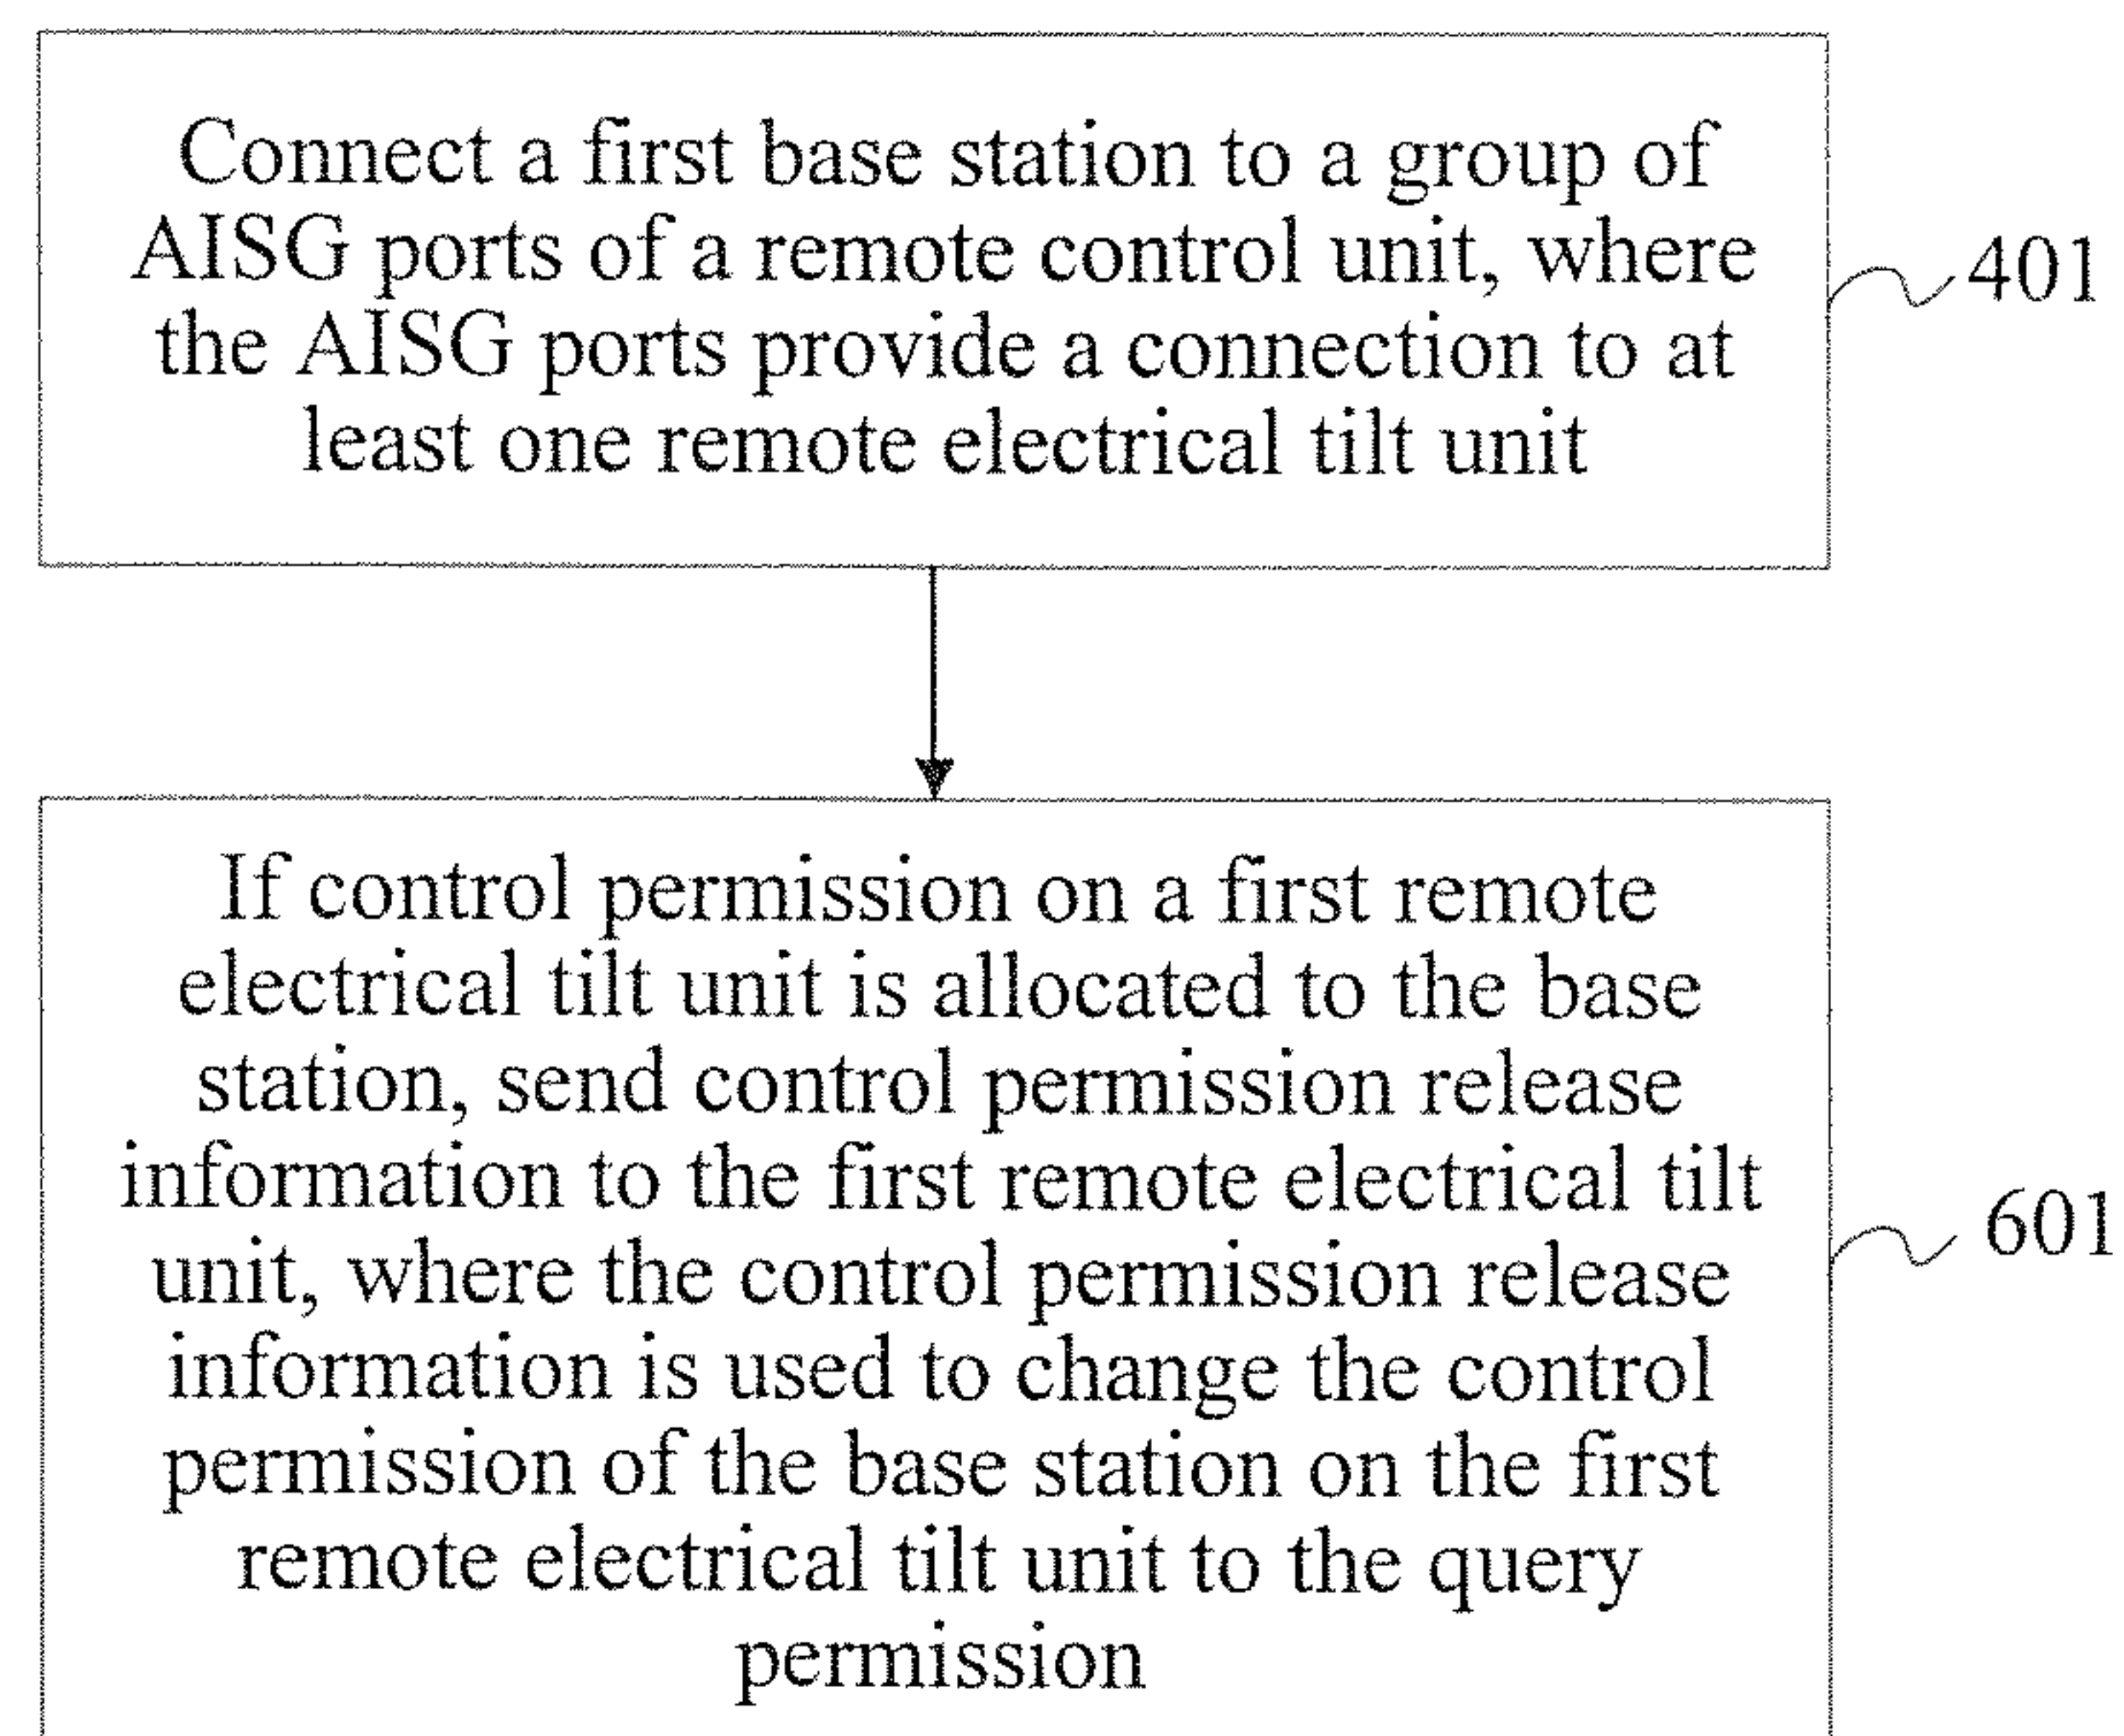 Connect a first base station to a group of
AISG ports of a remote control unit, where
the AISG ports provide a connection to at
least one remote electrical tilt unit
401
If control permission on a first remote
electrical tilt unit is allocated to the base
station, send control permission release
information to the first remote electrical tilt
unit, where the control permission release
information is used to change the control
permission of the base station on the first
remote electrical tilt unit to the query
permission
601